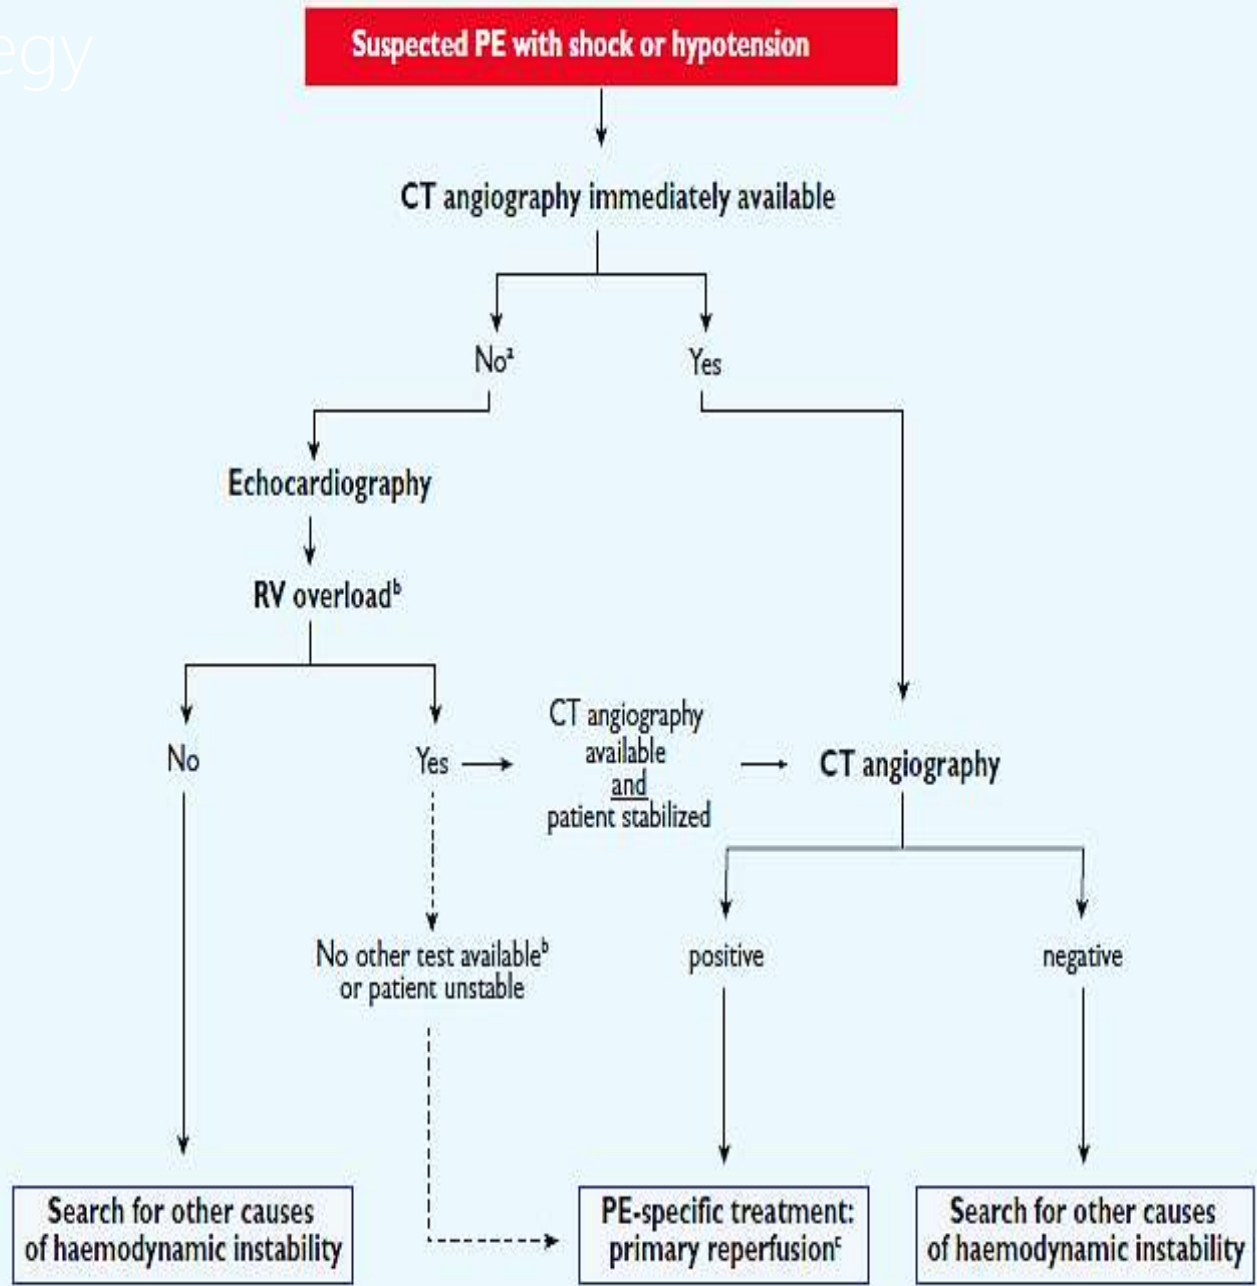 egy
Suspected PE with shock or hypotension
CT angiography immediately available
Noᵃ
Yes
Echocardiography
RV overloadᵇ
No
Yes
CT angiography
available
and
patient stabilized
CT angiography
No other test availableᵇ
or patient unstable
positive
negative
Search for other causes
of haemodynamic instability
PE-specific treatment:
primary reperfusionᶜ
Search for other causes
of haemodynamic instability